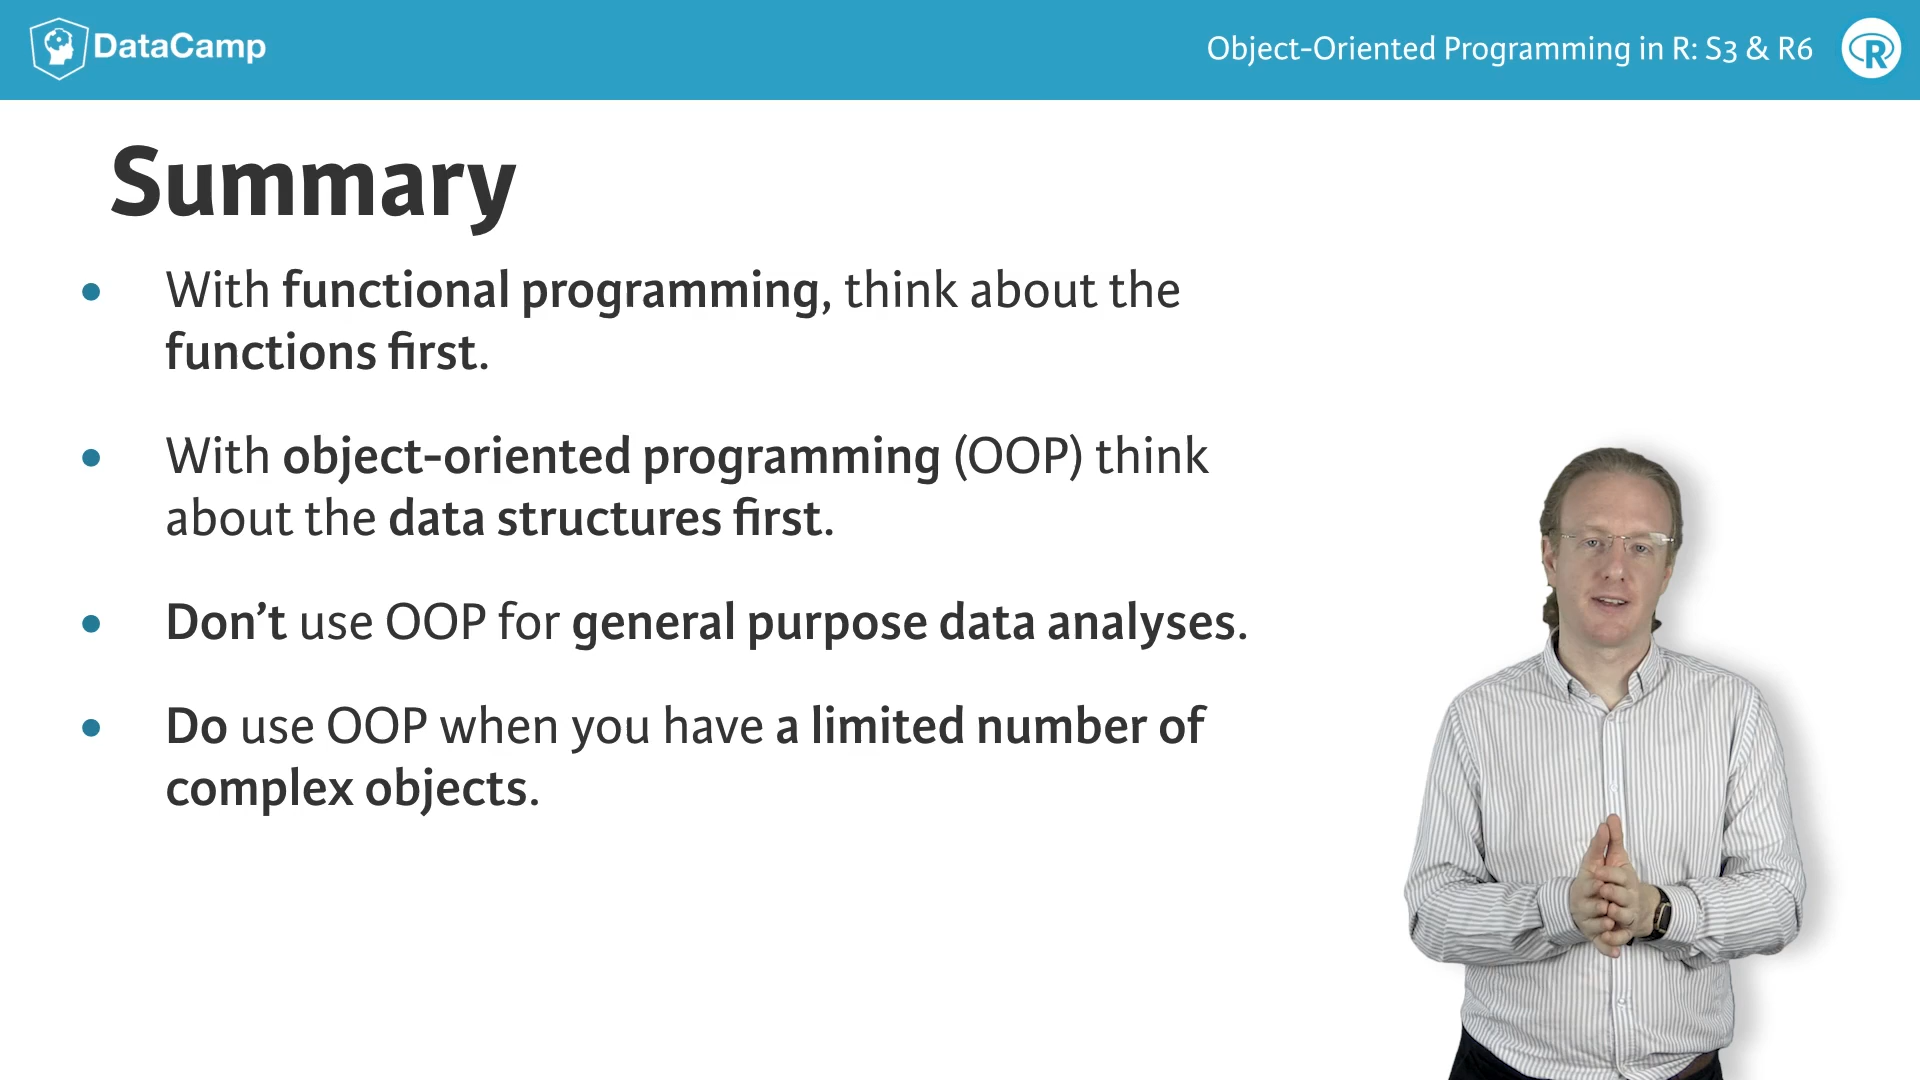 DataCamp
Object-Oriented Programming in R: S3 & R6
R
Summary
• With functional programming, think about the
functions first.
• With object-oriented programming (OOP) think
about the data structures first.
• Don’t use OOP for general purpose data analyses.
• Do use OOP when you have a limited number of
complex objects.